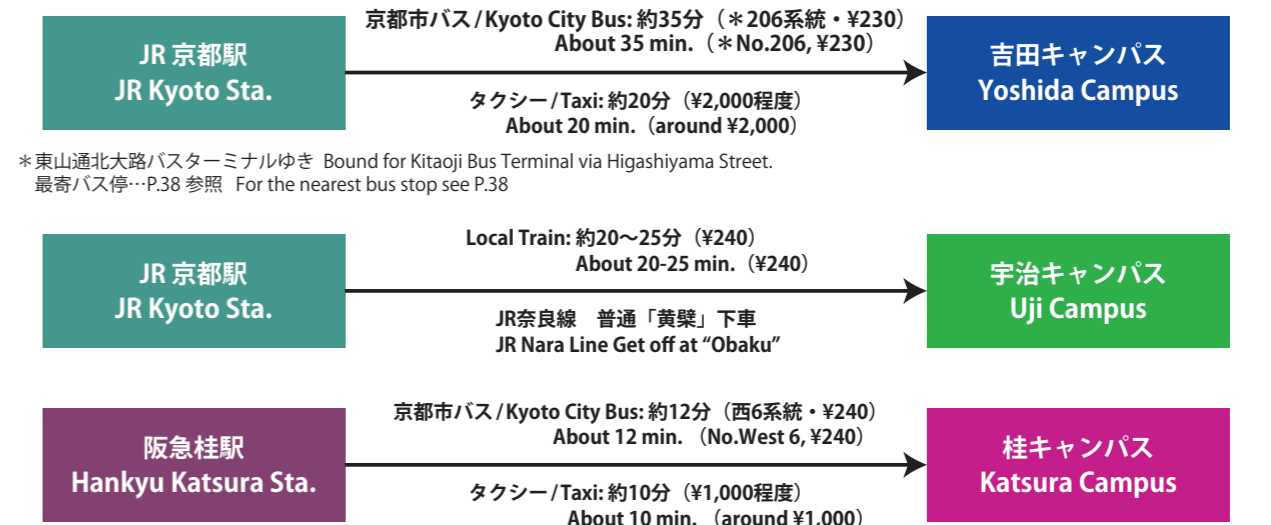 京都市バス/Kyoto City Bus: 約35分（＊206系統・¥230）
About 35 min.（＊No.206, ¥230）
JR 京都駅
JR Kyoto Sta.
吉田キャンパス
Yoshida Campus
タクシー/Taxi: 約20分（¥2,000程度）
About 20 min.（around ¥2,000）
＊東山通北大路バスターミナルゆき Bound for Kitaoji Bus Terminal via Higashiyama Street.
最寄バス停…P.38 参照 For the nearest bus stop see P.38
Local Train: 約20〜25分（¥240）
About 20-25 min.（¥240）
JR 京都駅
JR Kyoto Sta.
宇治キャンパス
Uji Campus
JR奈良線 普通「黄檗」下車
JR Nara Line Get off at “Obaku”
京都市バス/Kyoto City Bus: 約12分（西6系統・¥240）
About 12 min. （No.West 6, ¥240）
阪急桂駅
Hankyu Katsura Sta.
桂キャンパス
Katsura Campus
タクシー/Taxi: 約10分（¥1,000程度）
About 10 min. （around ¥1,000）